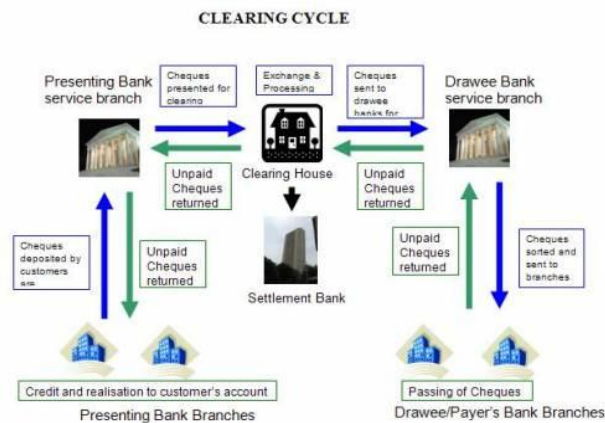 CLEARING CYCLE
Presenting Bank
service branch
Cheques
presented for
clearing
Exchange &
Processing
Cheques
sent to
drawee
banks for
Drawee Bank
service branch
Unpaid
Cheques
returned
Clearing House
Unpaid
Cheques
returned
Cheques
deposited by
customers
are
Unpaid
Cheques
returned
Settlement Bank
Unpaid
Cheques
returned
Cheques
sorted and
sent to
branches
Credit and realisation to customer's account
Presenting Bank Branches
Passing of Cheques
Drawee/Payer's Bank Branches